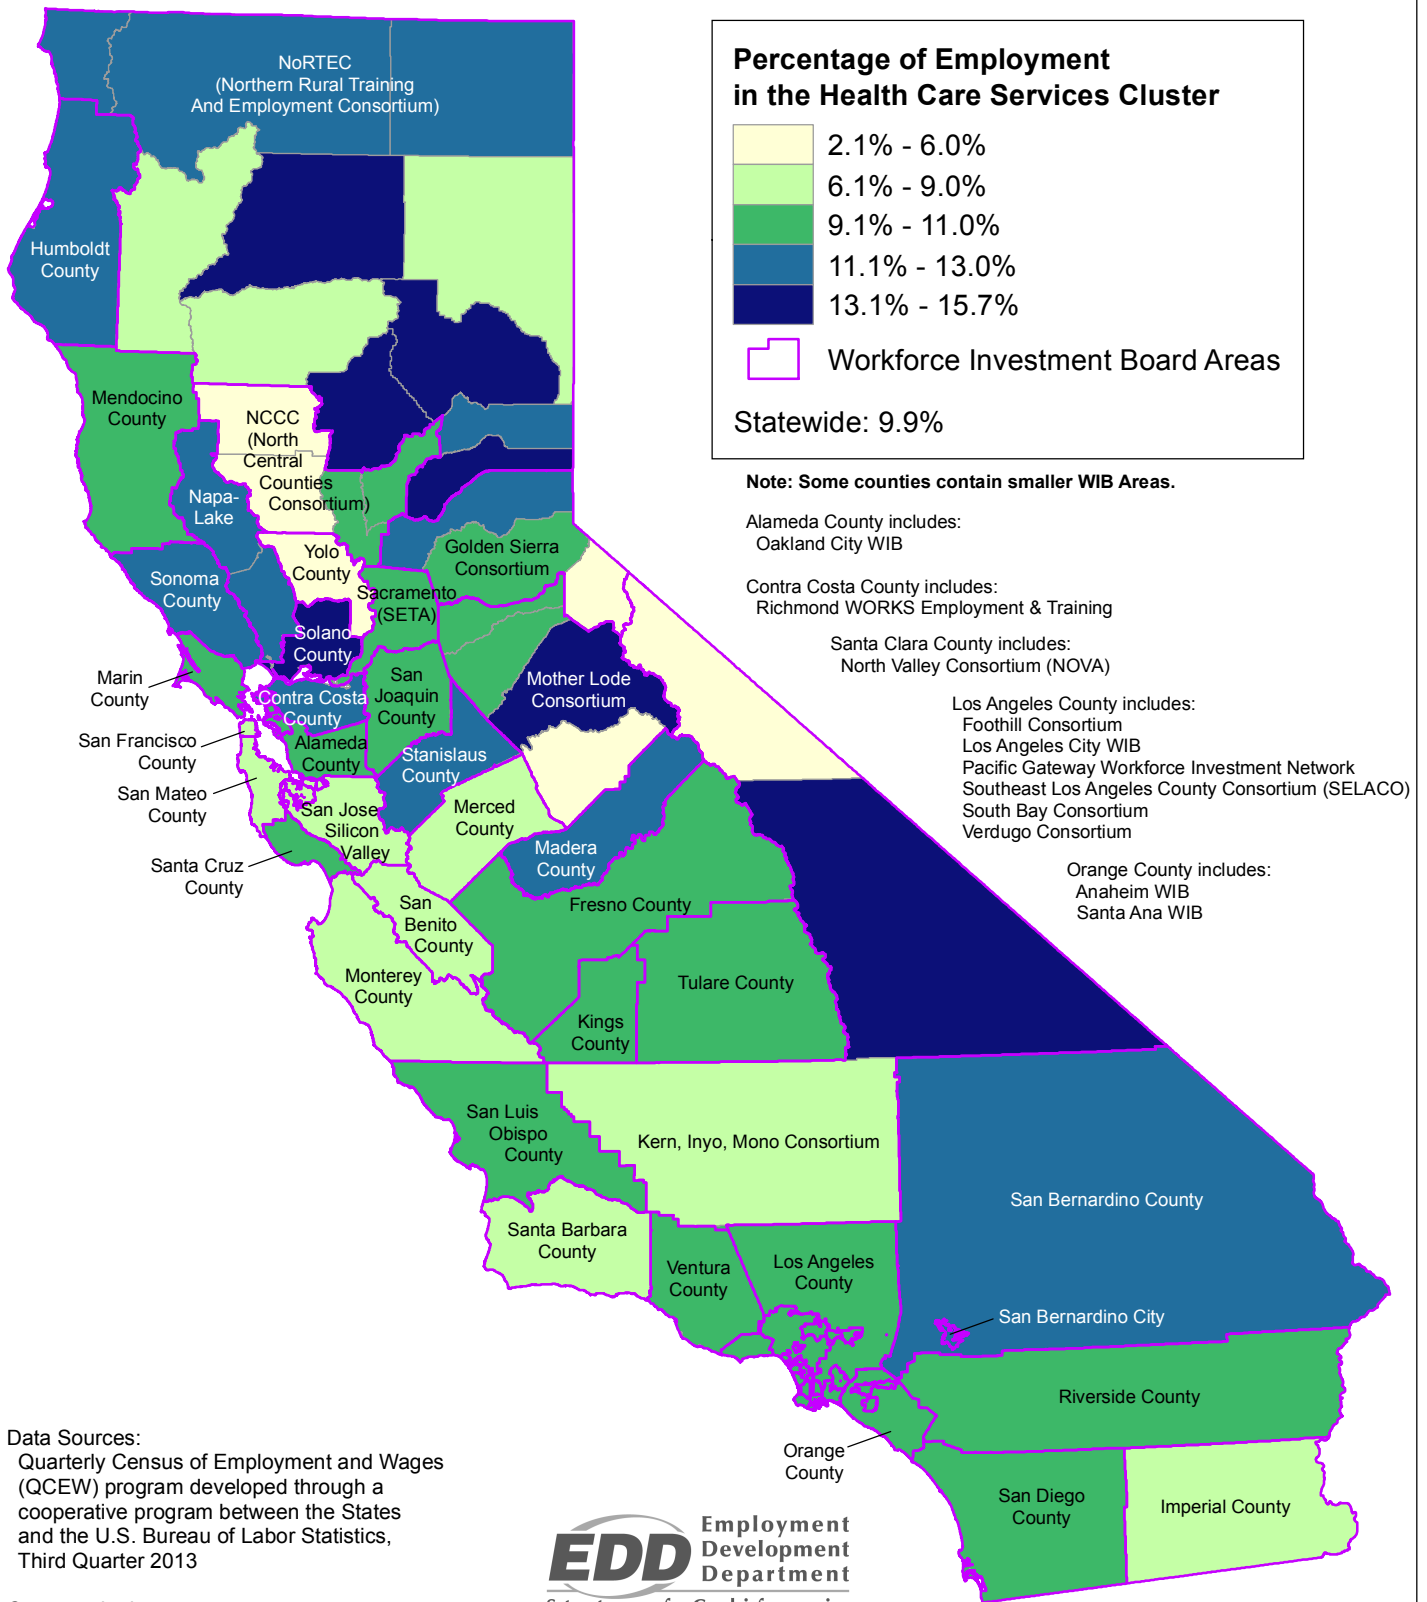 Percentage of Employment
in the Health Care Services Cluster
2.1% - 6.0%
6.1% - 9.0%
9.1% - 11.0%
11.1% - 13.0%
13.1% - 15.7%
Workforce Investment Board Areas
Statewide: 9.9%
Note: Some counties contain smaller WIB Areas.
Alameda County includes:
Oakland City WIB
Contra Costa County includes:
Richmond WORKS Employment & Training
Santa Clara County includes:
North Valley Consortium (NOVA)
Los Angeles County includes:
Foothill Consortium
Los Angeles City WIB
Pacific Gateway Workforce Investment Network
Southeast Los Angeles County Consortium (SELACO)
South Bay Consortium
Verdugo Consortium
Orange County includes:
Anaheim WIB
Santa Ana WIB
NoRTEC
(Northern Rural Training
And Employment Consortium)
Humboldt
County
Mendocino
County
NCCC
(North
Central
Counties
Consortium)
Napa-
Lake
Yolo
County
Golden Sierra
Consortium
Sonoma
County
Sacramento
(SETA)
Solano
County
Marin
County
Contra Costa
County
San
Joaquin
County
Mother Lode
Consortium
San Francisco
County
Alameda
County
Stanislaus
County
San Mateo
County
San Jose
Silicon
Valley
Merced
County
Santa Cruz
County
Madera
County
San
Benito
County
Fresno County
Monterey
County
Tulare County
Kings
County
San Luis
Obispo
County
Kern, Inyo, Mono Consortium
San Bernardino County
Santa Barbara
County
Ventura
County
Los Angeles
County
San Bernardino City
Riverside County
Orange
County
San Diego
County
Imperial County
Data Sources:
Quarterly Census of Employment and Wages
(QCEW) program developed through a
cooperative program between the States
and the U.S. Bureau of Labor Statistics,
Third Quarter 2013
EDD
Employment
Development
Department